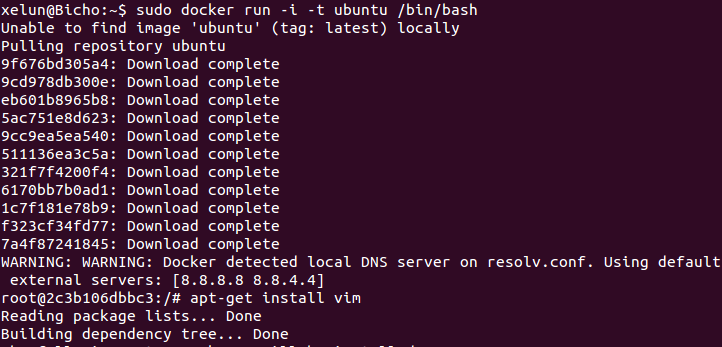 xelun@Bicho:~$ sudo docker run -i -t ubuntu /bin/bash
Unable to find image 'ubuntu' (tag: latest) locally
Pulling repository ubuntu
9f676bd305a4: Download complete
9cd978db300e: Download complete
eb601b8965b8: Download complete
5ac751e8d623: Download complete
9cc9ea5ea540: Download complete
511136ea3c5a: Download complete
321f7f4200f4: Download complete
6170bb7b0ad1: Download complete
1c7f181e78b9: Download complete
f323cf34fd77: Download complete
7a4f87241845: Download complete
WARNING: WARNING: Docker detected local DNS server on resolv.conf. Using default
 external servers: [8.8.8.8 8.8.4.4]
root@2c3b106dbbc3:/# apt-get install vim
Reading package lists... Done
Building dependency tree... Done